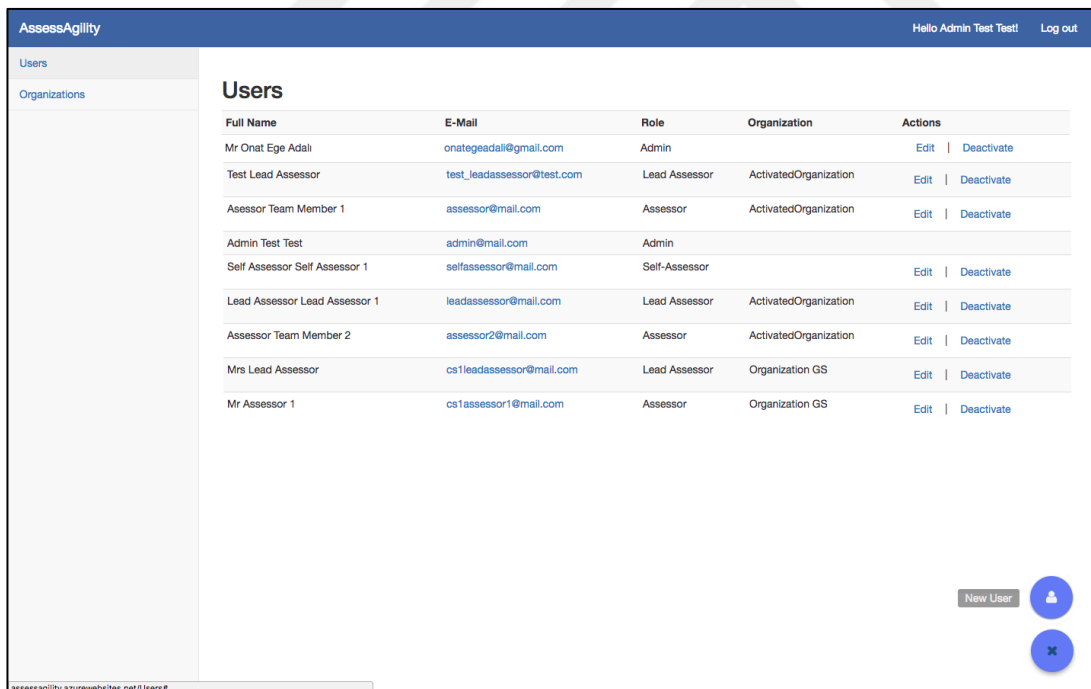 AssessAgility Hello Admin Test Test! Log out
Users
Organizations
Users
Full Name E-Mail Role Organization Actions
Mr Onat Ege Adalı onategeadali@gmail.com Admin Edit | Deactivate
Test Lead Assessor test_leadassessor@test.com Lead Assessor ActivatedOrganization Edit | Deactivate
Asessor Team Member 1 assessor@mail.com Assessor ActivatedOrganization Edit | Deactivate
Admin Test Test admin@mail.com Admin
Self Assessor Self Assessor 1 selfassessor@mail.com Self-Assessor Edit | Deactivate
Lead Assessor Lead Assessor 1 leadassessor@mail.com Lead Assessor ActivatedOrganization Edit | Deactivate
Assessor Team Member 2 assessor2@mail.com Assessor ActivatedOrganization Edit | Deactivate
Mrs Lead Assessor cs1leadassessor@mail.com Lead Assessor Organization GS Edit | Deactivate
Mr Assessor 1 cs1assessor1@mail.com Assessor Organization GS Edit | Deactivate
New User
assessagility.azurewebsites.net/Users#